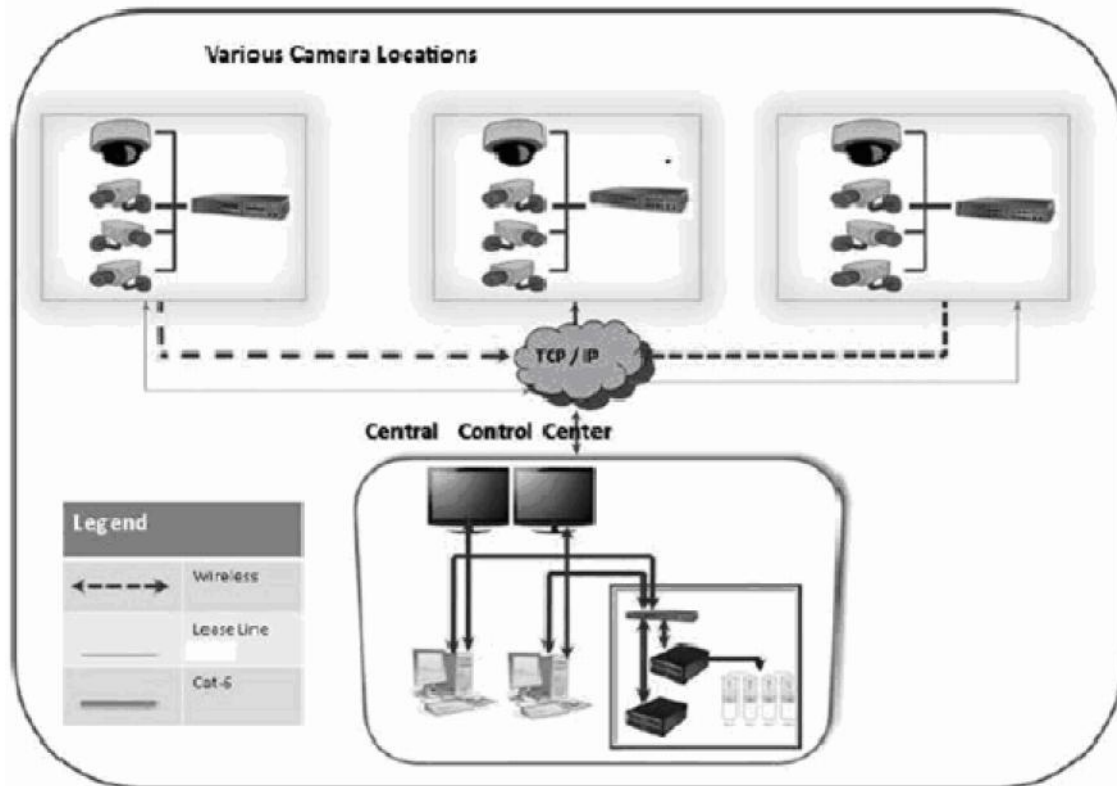 Various Camera Locations
TCP / IP
Central Control Center
Legend
Wireless
Lease Line
Cat-6